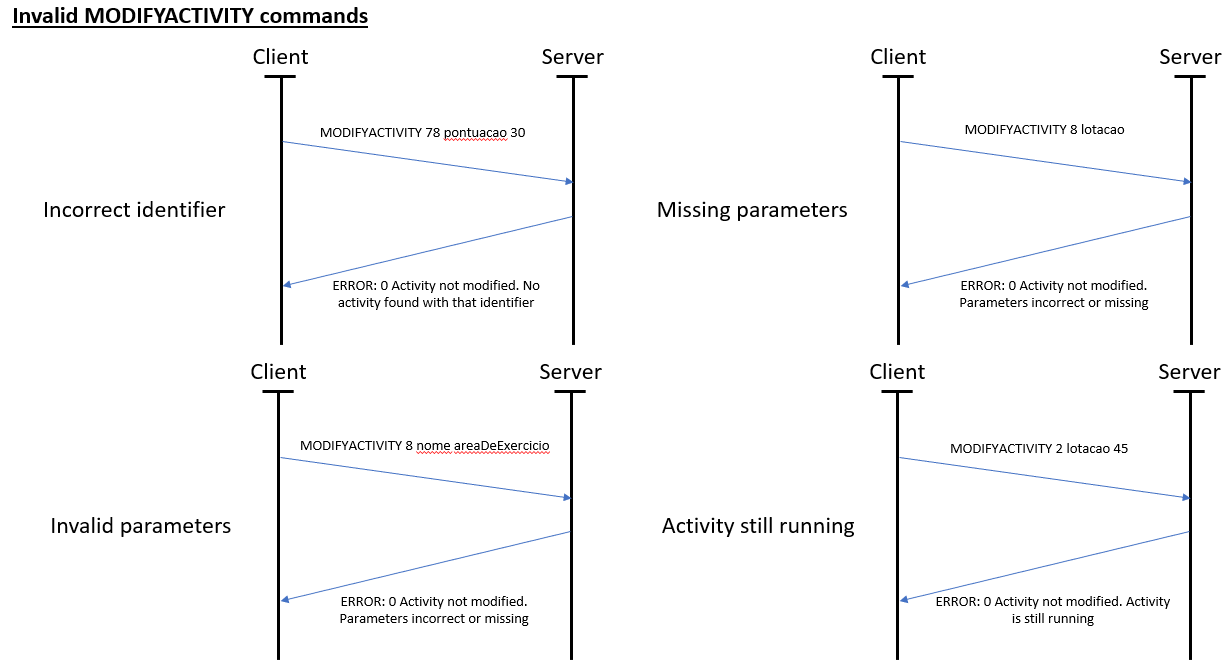 Invalid MODIFYACTIVITY commands
Client
Server
MODIFYACTIVITY 78 pontuacao 30
Incorrect identifier
ERROR: 0 Activity not modified. No
activity found with that identifier
Client
Server
MODIFYACTIVITY 8 lotacao
Missing parameters
ERROR: 0 Activity not modified.
Parameters incorrect or missing
Client
Server
MODIFYACTIVITY 8 nome areaDeExercicio
Invalid parameters
ERROR: 0 Activity not modified.
Parameters incorrect or missing
Client
Server
MODIFYACTIVITY 2 lotacao 45
Activity still running
ERROR: 0 Activity not modified. Activity
is still running